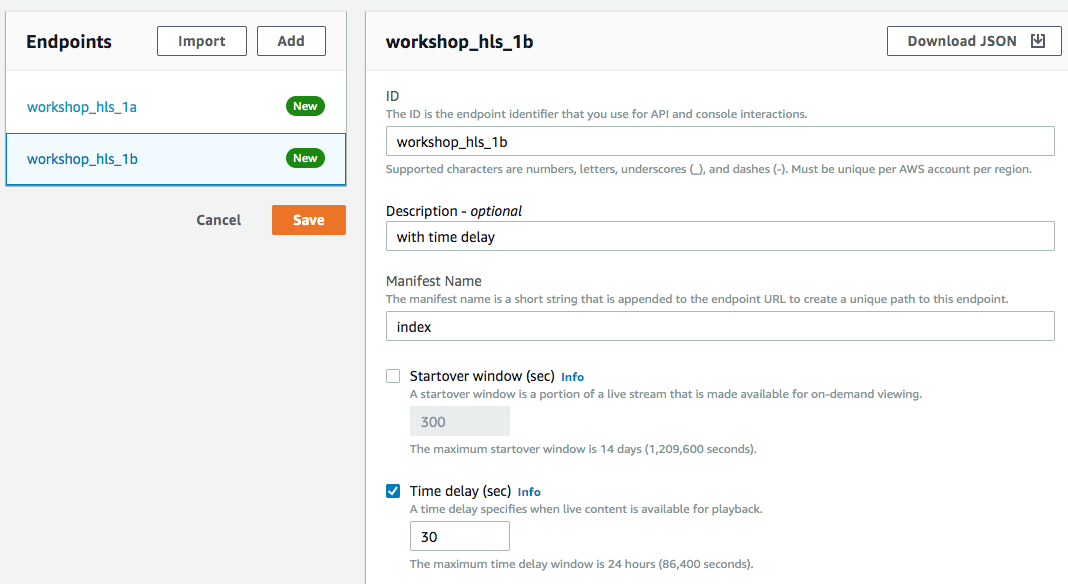 Endpoints
Import
Add
workshop_hls_1a
New
workshop_hls_1b
New
Cancel
Save
workshop_hls_1b
Download JSON
ID
The ID is the endpoint identifier that you use for API and console interactions.
workshop_hls_1b
Supported characters are numbers, letters, underscores (_), and dashes (-). Must be unique per AWS account per region.
Description - optional
with time delay
Manifest Name
The manifest name is a short string that is appended to the endpoint URL to create a unique path to this endpoint.
index
Startover window (sec) Info
A startover window is a portion of a live stream that is made available for on-demand viewing.
300
The maximum startover window is 14 days (1,209,600 seconds).
Time delay (sec) Info
A time delay specifies when live content is available for playback.
30
The maximum time delay window is 24 hours (86,400 seconds).